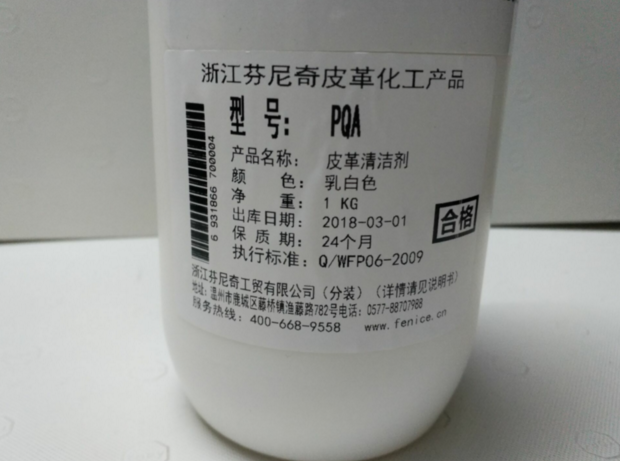 浙江芬尼奇皮革化工产品
型 号: PQA
产品名称: 皮革清洁剂
颜 色: 乳白色
净 重: 1 KG
出库日期: 2018-03-01
保 质 期: 24个月
执行标准: Q/WFP06-2009
合格
6 931866 700004
浙江芬尼奇工贸有限公司(分装)(详情请见说明书)
地址: 温州市鹿城区藤桥镇渔藤路782号电话: 0577-88707988
服务热线: 400-668-9558 www.fenice.cn